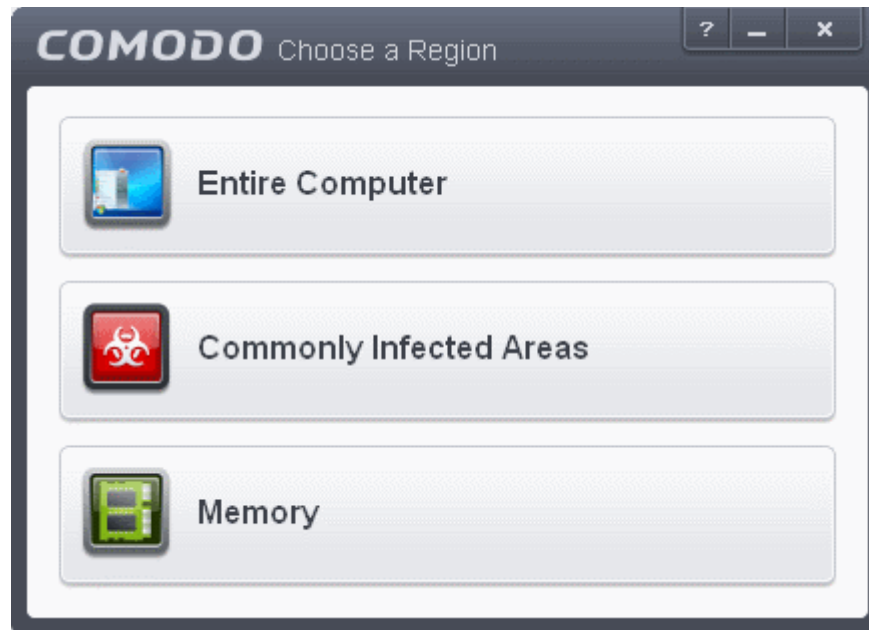 COMODO Choose a Region ? – ×
Entire Computer
Commonly Infected Areas
Memory